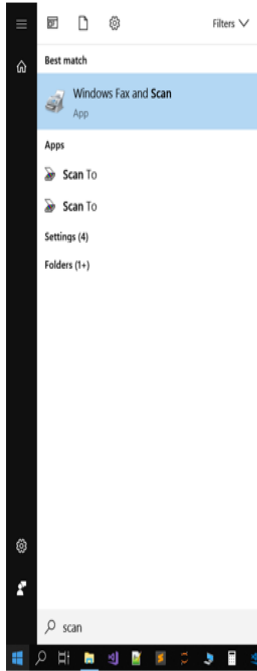 Filters
Best match
Windows Fax and Scan
App
Apps
Scan To
Scan To
Settings (4)
Folders (1+)
scan